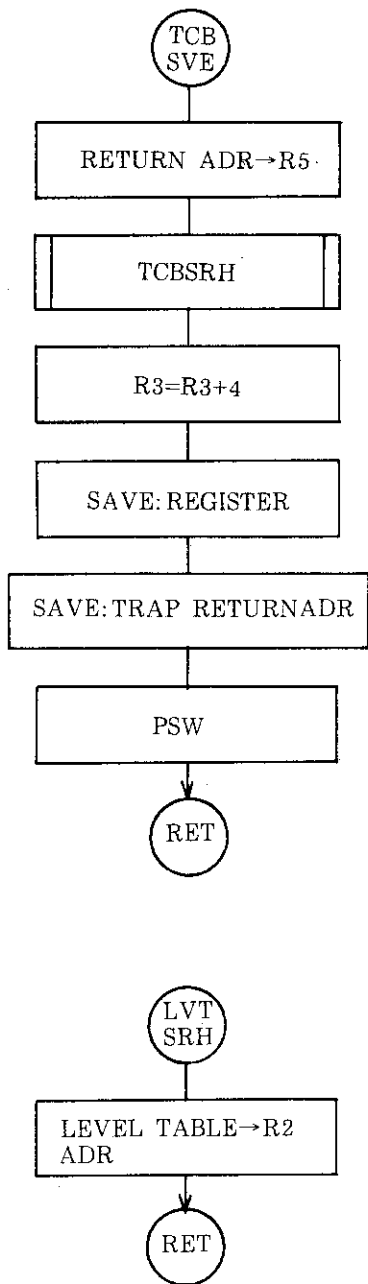 TCB
SVE
RETURN ADR→R5
TCBSRH
R3=R3+4
SAVE:REGISTER
SAVE:TRAP RETURNADR
PSW
RET
LVT
SRH
LEVEL TABLE→R2
ADR
RET